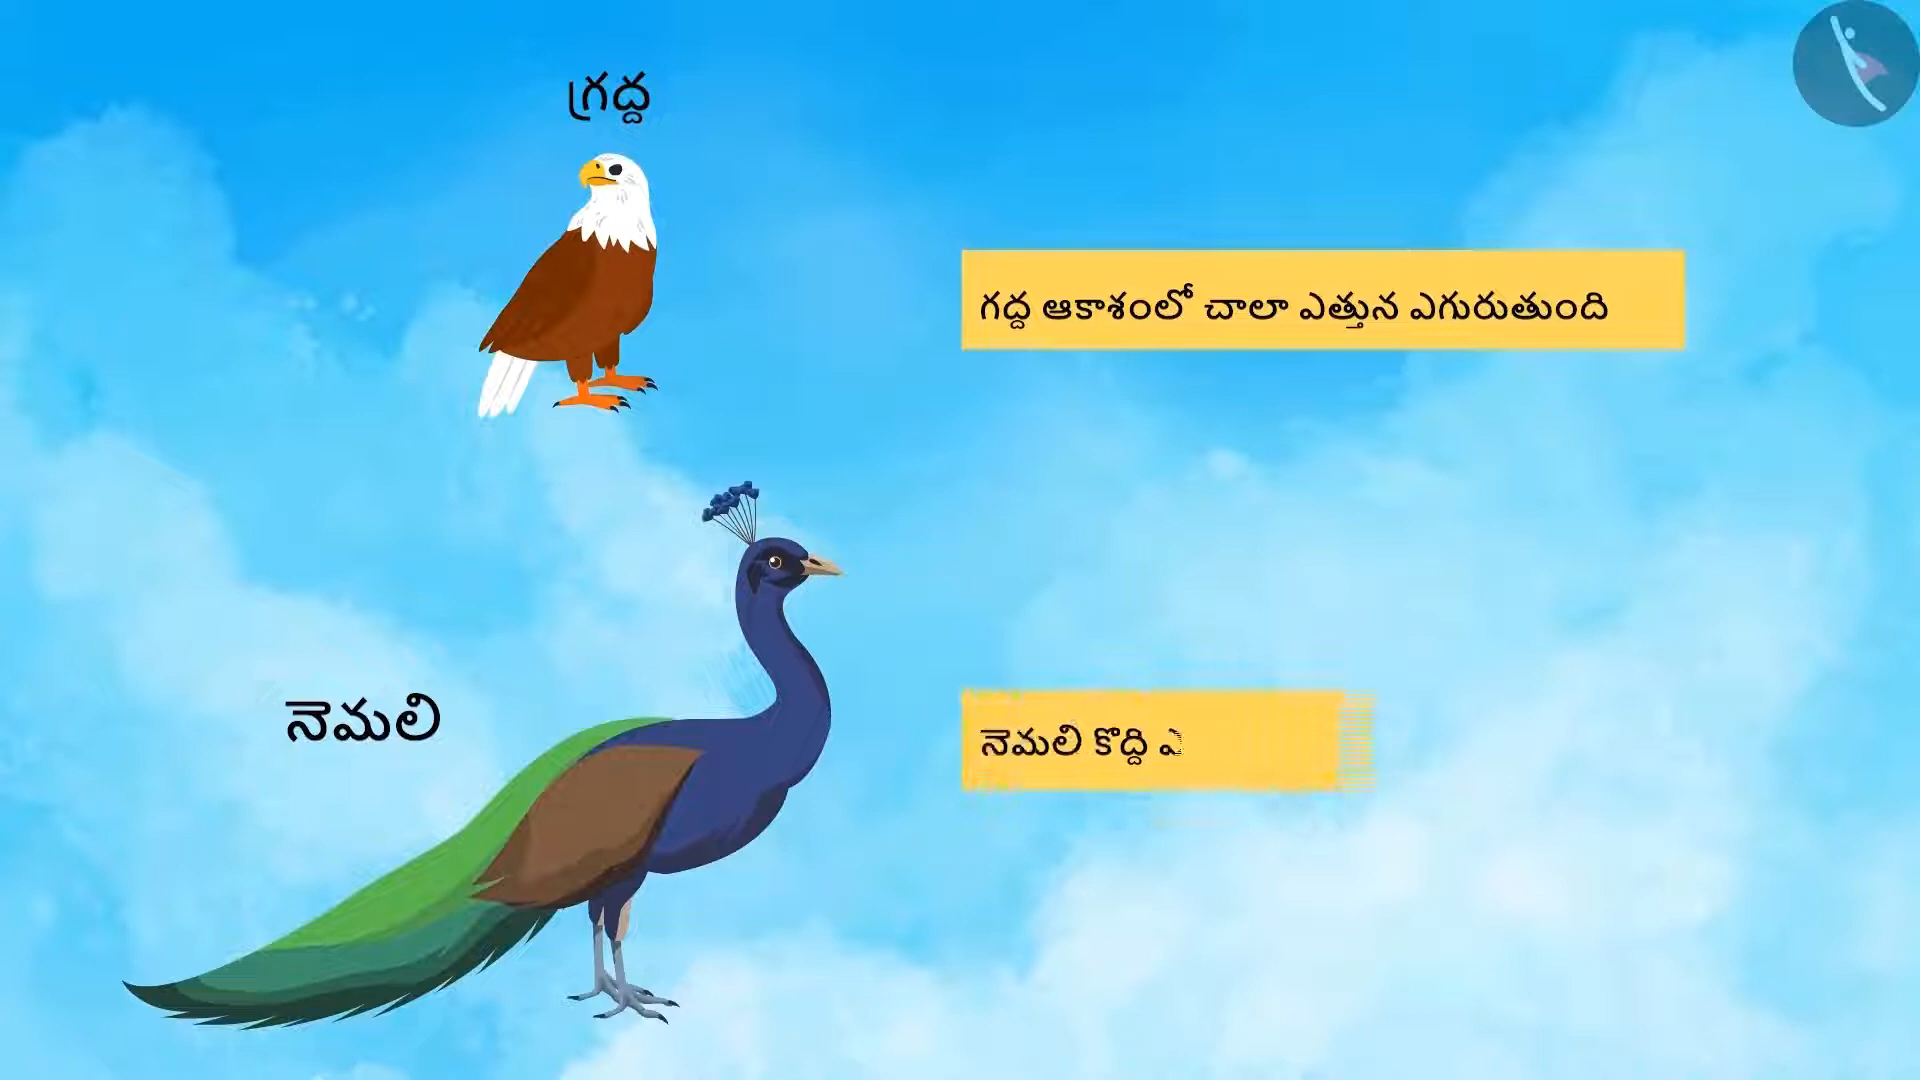 గ్రద్ద
గద్ద ఆకాశంలో చాలా ఎత్తున ఎగురుతుంది
నెమలి
నెమలి కొద్ది